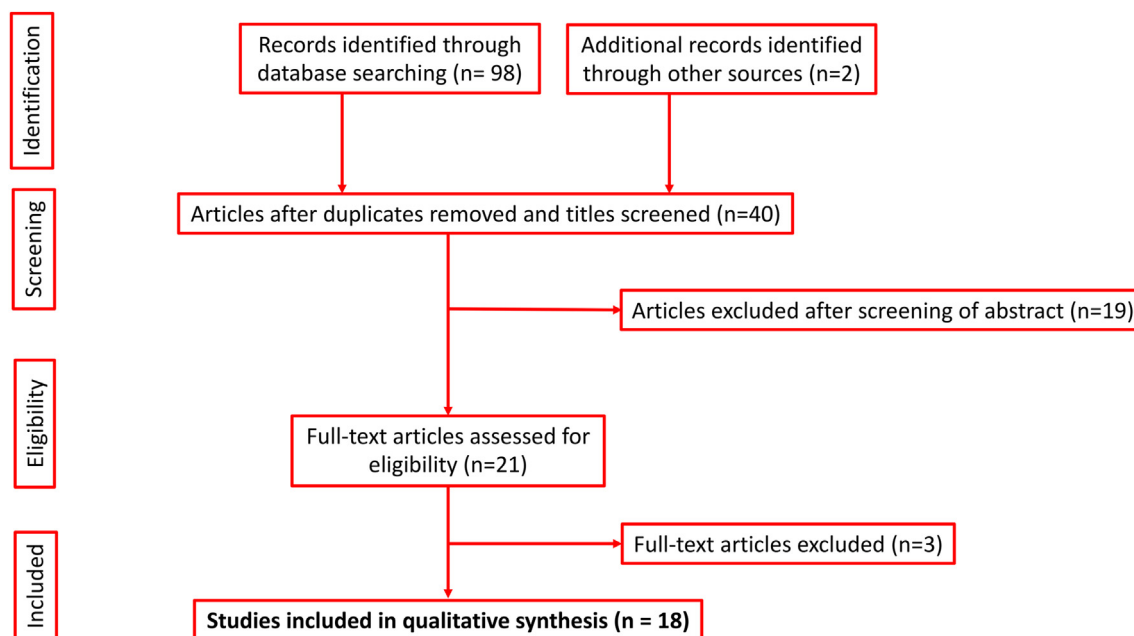 Identification
Records identified through
database searching (n= 98)
Additional records identified
through other sources (n=2)
Screening
Articles after duplicates removed and titles screened (n=40)
Articles excluded after screening of abstract (n=19)
Eligibility
Full-text articles assessed for
eligibility (n=21)
Included
Full-text articles excluded (n=3)
Studies included in qualitative synthesis (n = 18)